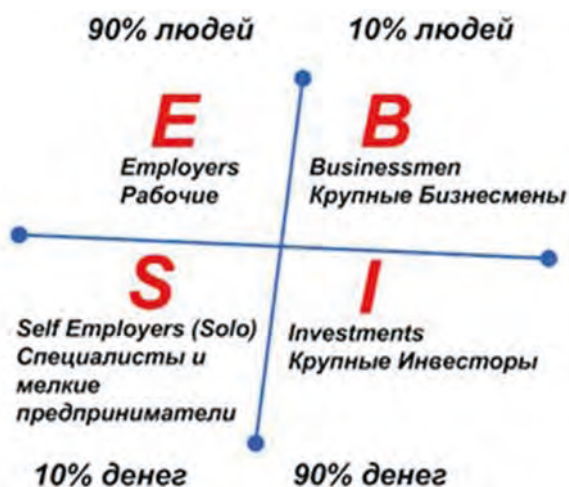 90% людей
10% людей
E
Employers
Рабочие
B
Businessmen
Крупные Бизнесмены
S
Self Employers (Solo)
Специалисты и
мелкие
предприниматели
I
Investments
Крупные Инвесторы
10% денег
90% денег